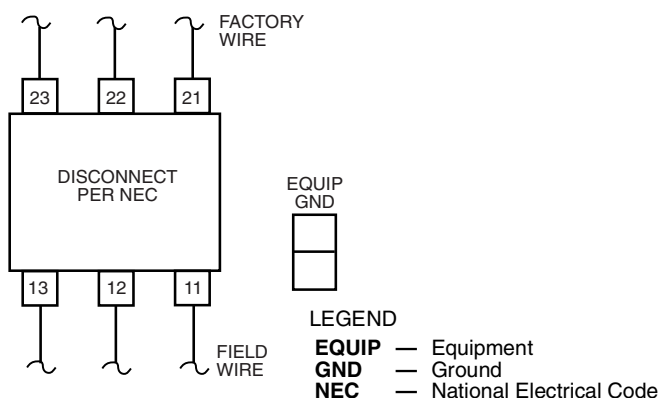 FACTORY
WIRE
23
22
21
DISCONNECT
PER NEC
EQUIP
GND
13
12
11
FIELD
WIRE
LEGEND
EQUIP — Equipment
GND — Ground
NEC — National Electrical Code